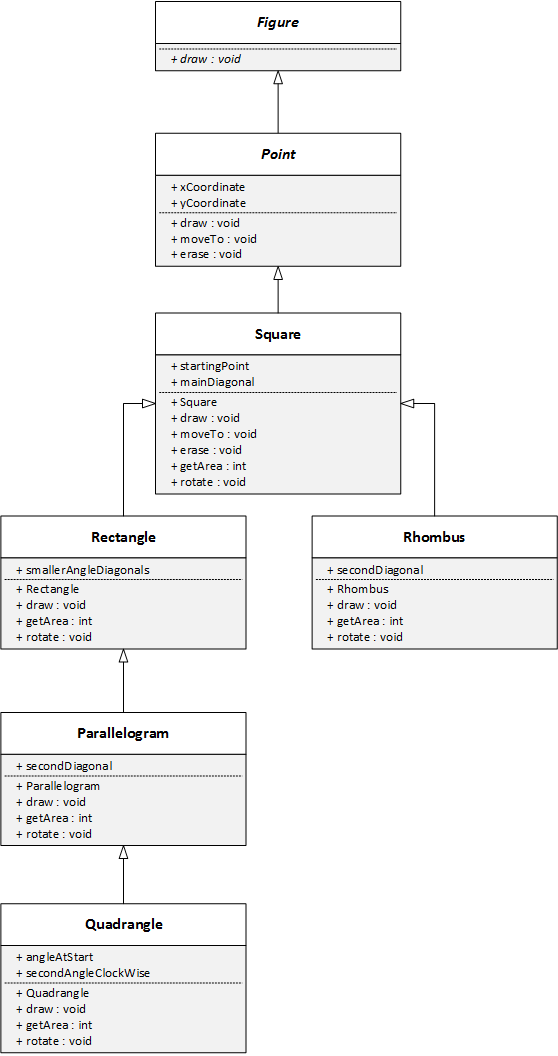 Figure
+ draw : void
Point
+ xCoordinate
+ yCoordinate
+ draw : void
+ moveTo : void
+ erase : void
Square
+ startingPoint
+ mainDiagonal
+ Square
+ draw : void
+ moveTo : void
+ erase : void
+ getArea : int
+ rotate : void
Rectangle
+ smallerAngleDiagonals
+ Rectangle
+ draw : void
+ getArea : int
+ rotate : void
Rhombus
+ secondDiagonal
+ Rhombus
+ draw : void
+ getArea : int
+ rotate : void
Parallelogram
+ secondDiagonal
+ Parallelogram
+ draw : void
+ getArea : int
+ rotate : void
Quadrangle
+ angleAtStart
+ secondAngleClockWise
+ Quadrangle
+ draw : void
+ getArea : int
+ rotate : void